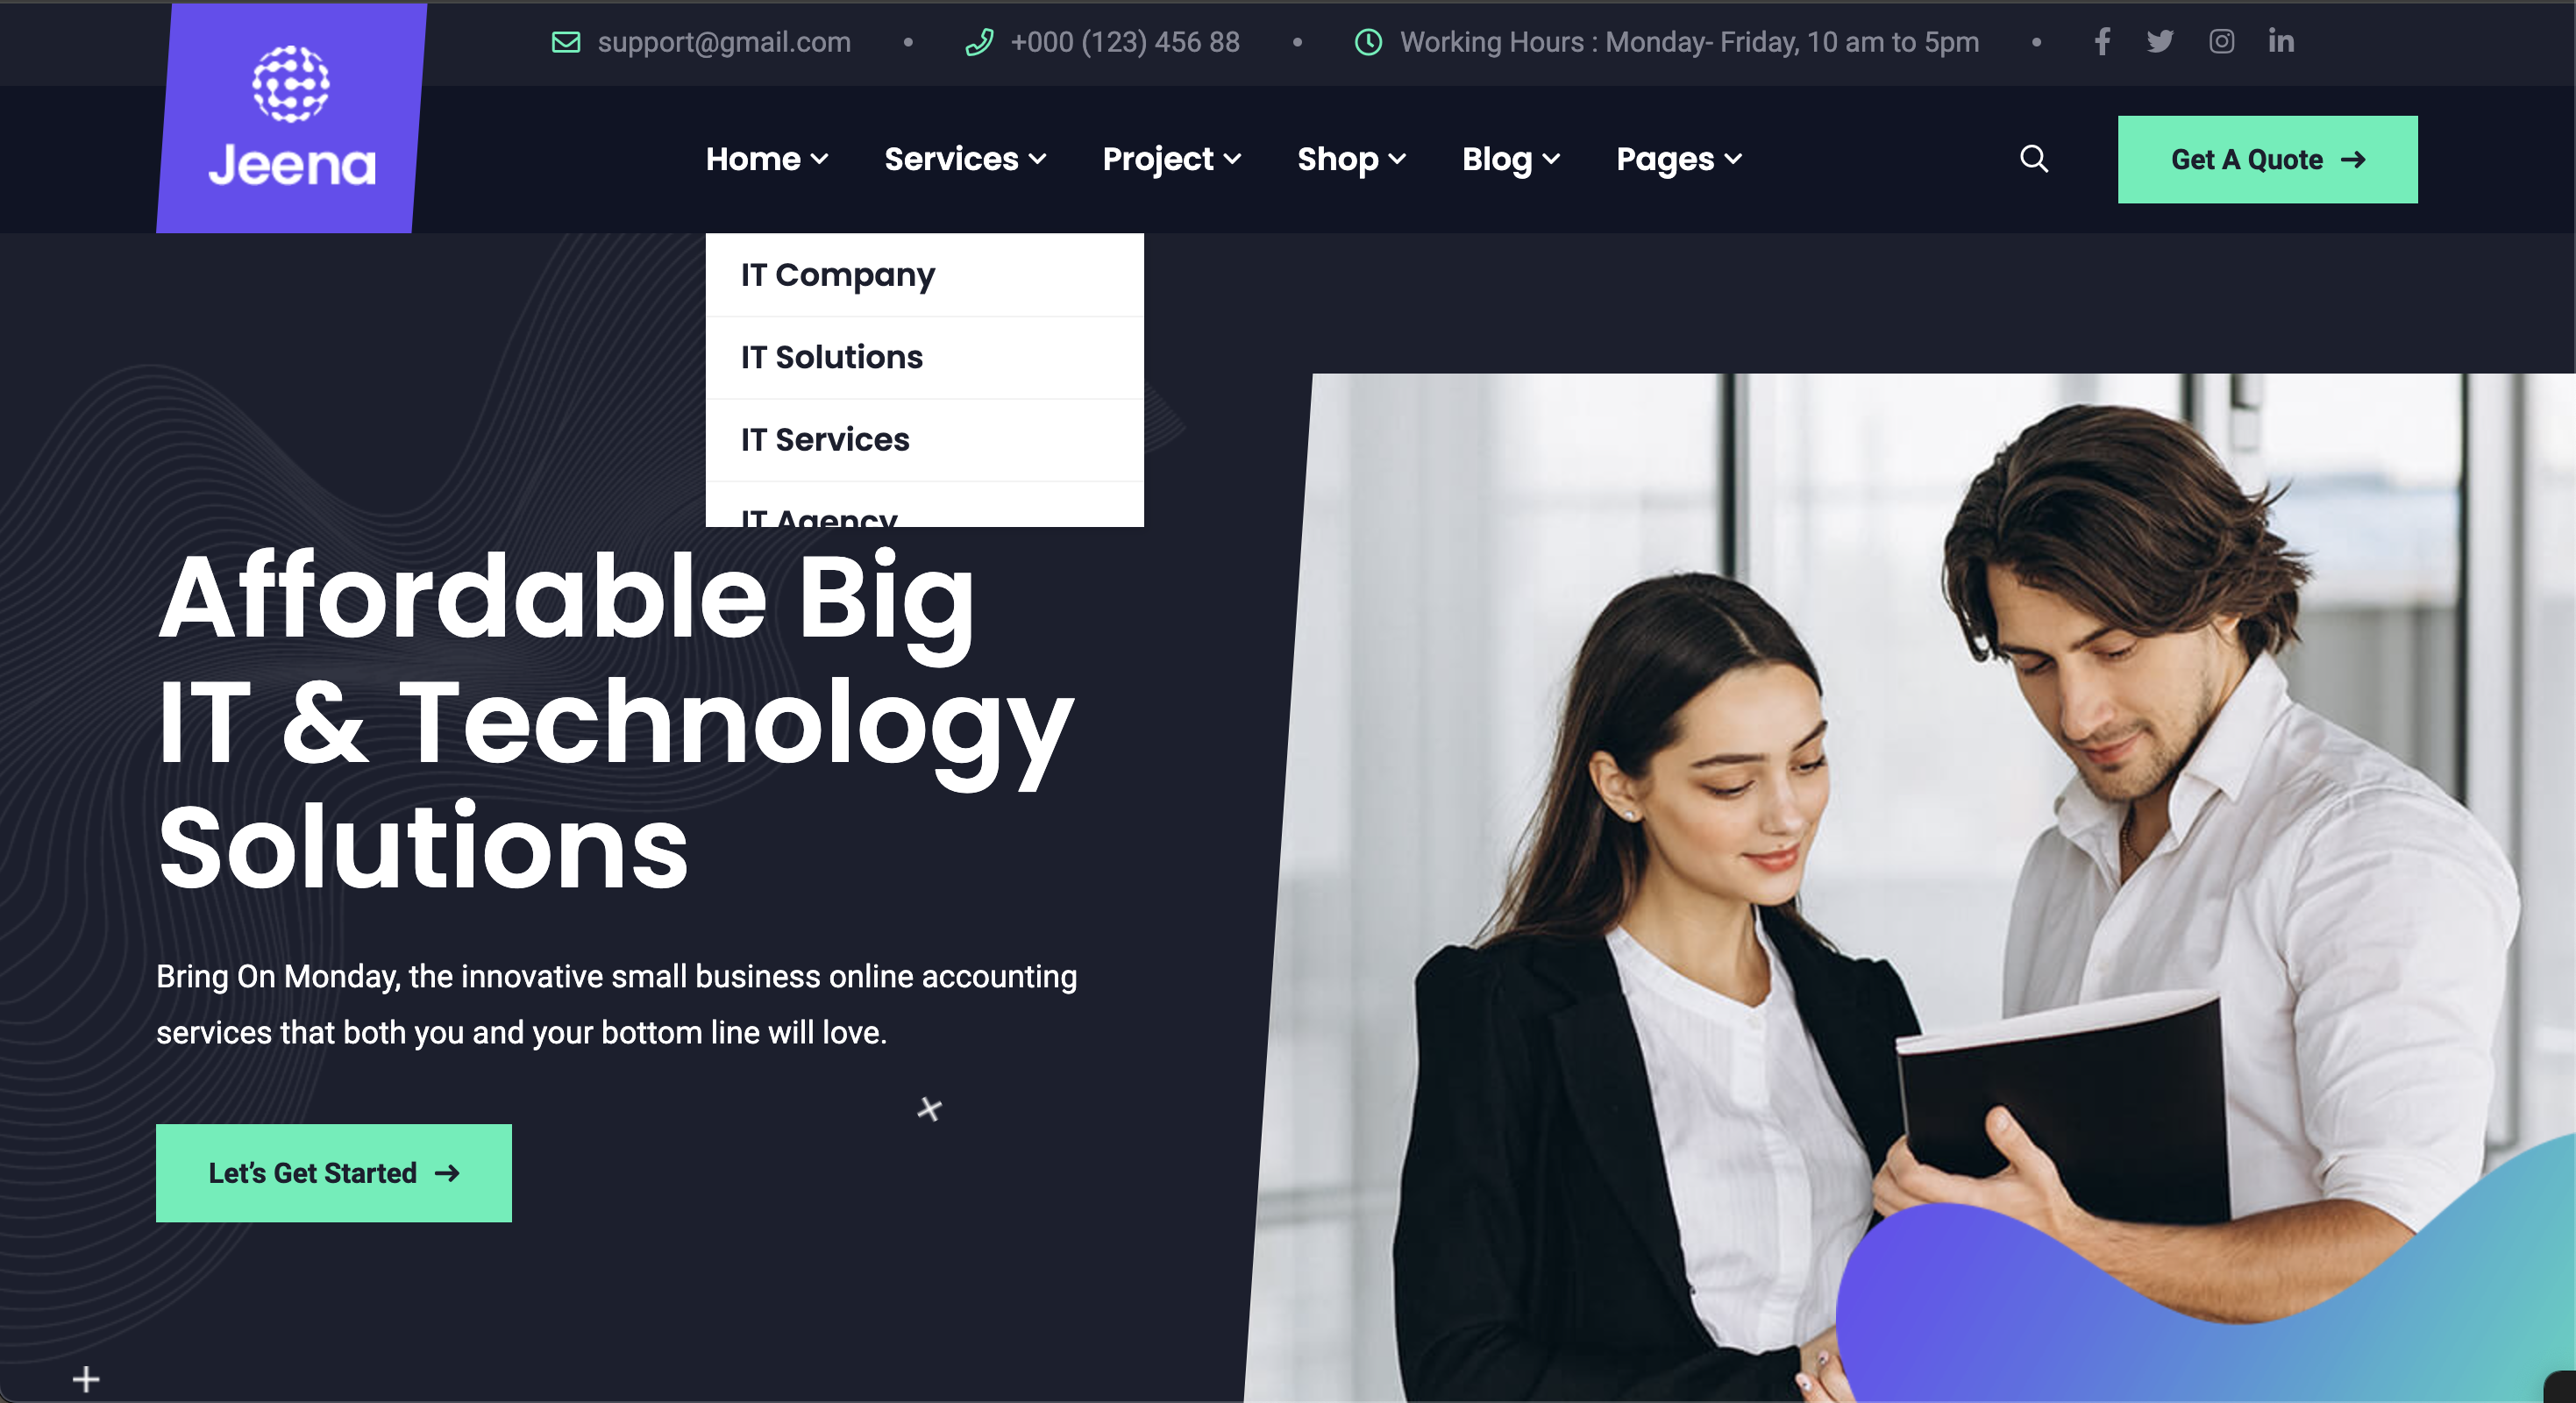 support@gmail.com • +000 (123) 456 88 • Working Hours : Monday- Friday, 10 am to 5pm •
Jeena
Home Services Project Shop Blog Pages Get A Quote
IT Company
IT Solutions
IT Services
IT Agency
Affordable Big
IT & Technology
Solutions
Bring On Monday, the innovative small business online accounting
services that both you and your bottom line will love.
Let’s Get Started